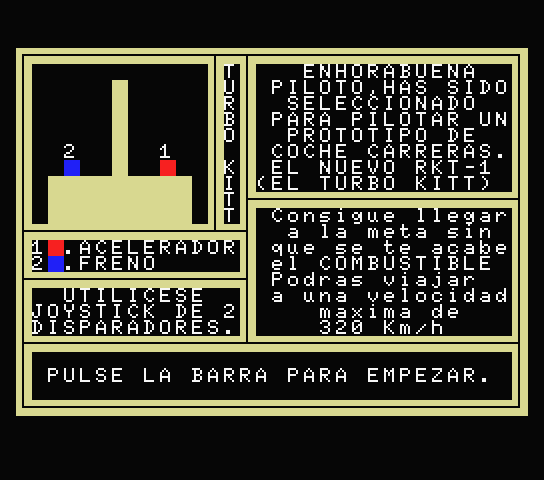 2 1
TURBO KITT
ENHORABUENA
PILOTO,HAS SIDO
SELECCIONADO
PARA PILOTAR UN
PROTOTIPO DE
COCHE CARRERAS.
EL NUEVO RKT-1
(EL TURBO KITT)
1 .ACELERADOR
2 .FRENO
UTILICESE
JOYSTICK DE 2
DISPARADORES.
Consigue llegar
a la meta sin
que se te acabe
el COMBUSTIBLE
Podras viajar
a una velocidad
maxima de
320 Km/h
PULSE LA BARRA PARA EMPEZAR.